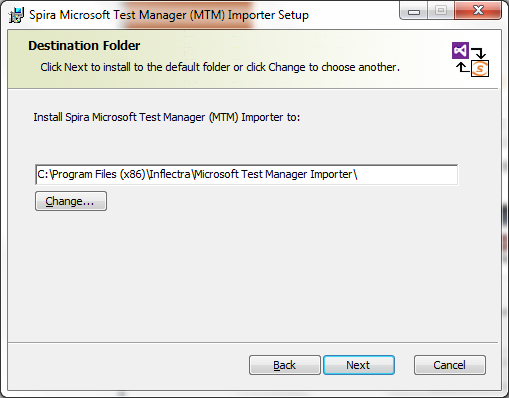 Spira Microsoft Test Manager (MTM) Importer Setup
Destination Folder
Click Next to install to the default folder or click Change to choose another.
Install Spira Microsoft Test Manager (MTM) Importer to:
C:\Program Files (x86)\Inflectra\Microsoft Test Manager Importer\
Change...
Back Next Cancel